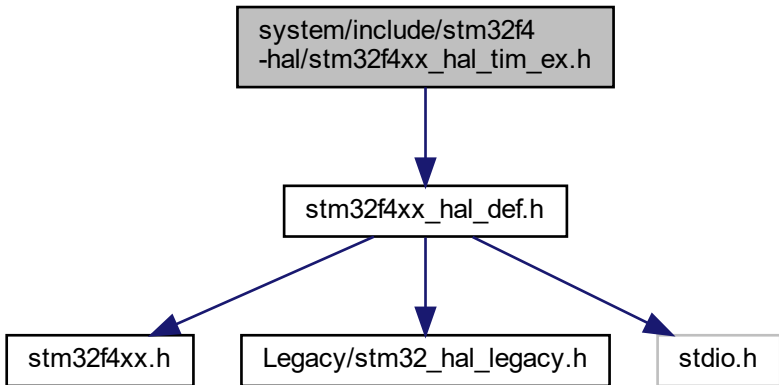 system/include/stm32f4
-hal/stm32f4xx_hal_tim_ex.h
stm32f4xx_hal_def.h
stm32f4xx.h
Legacy/stm32_hal_legacy.h
stdio.h